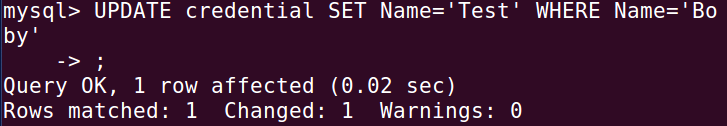 mysql> UPDATE credential SET Name='Test' WHERE Name='Bo
by'
    -> ;
Query OK, 1 row affected (0.02 sec)
Rows matched: 1  Changed: 1  Warnings: 0